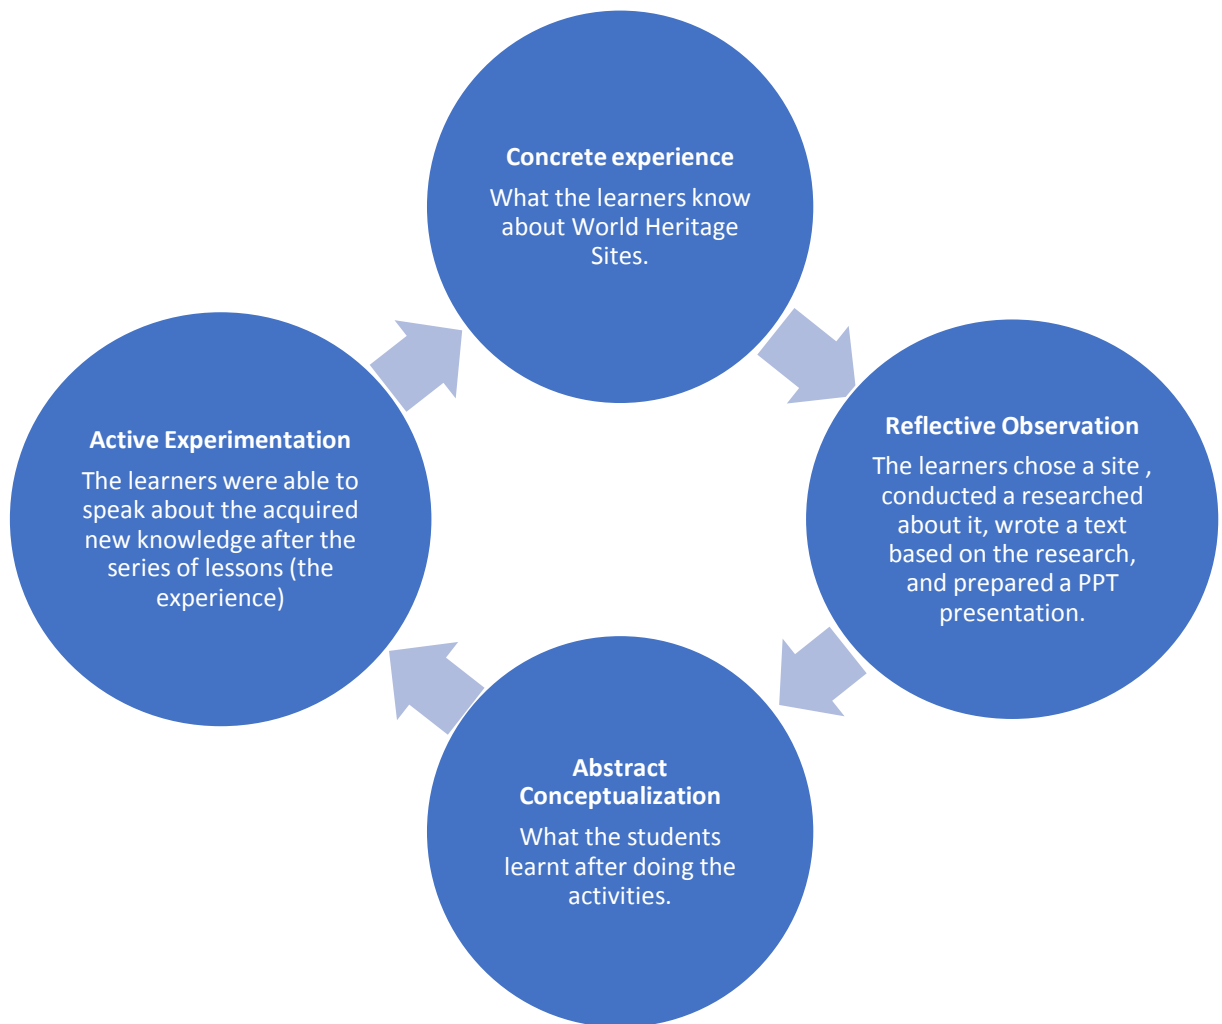 Concrete experience
What the learners know
about World Heritage
Sites.
Reflective Observation
The learners chose a site ,
conducted a researched
about it, wrote a text
based on the research,
and prepared a PPT
presentation.
Abstract
Conceptualization
What the students
learnt after doing the
activities.
Active Experimentation
The learners were able to
speak about the acquired
new knowledge after the
series of lessons (the
experience)